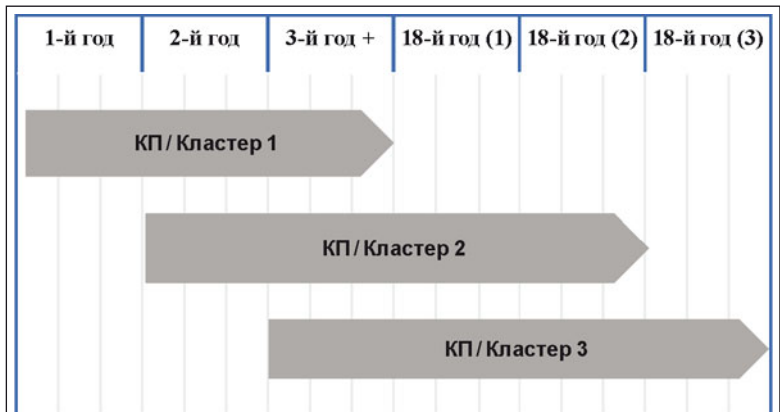 1-й год 2-й год 3-й год + 18-й год (1) 18-й год (2) 18-й год (3)
КП / Кластер 1
КП / Кластер 2
КП / Кластер 3